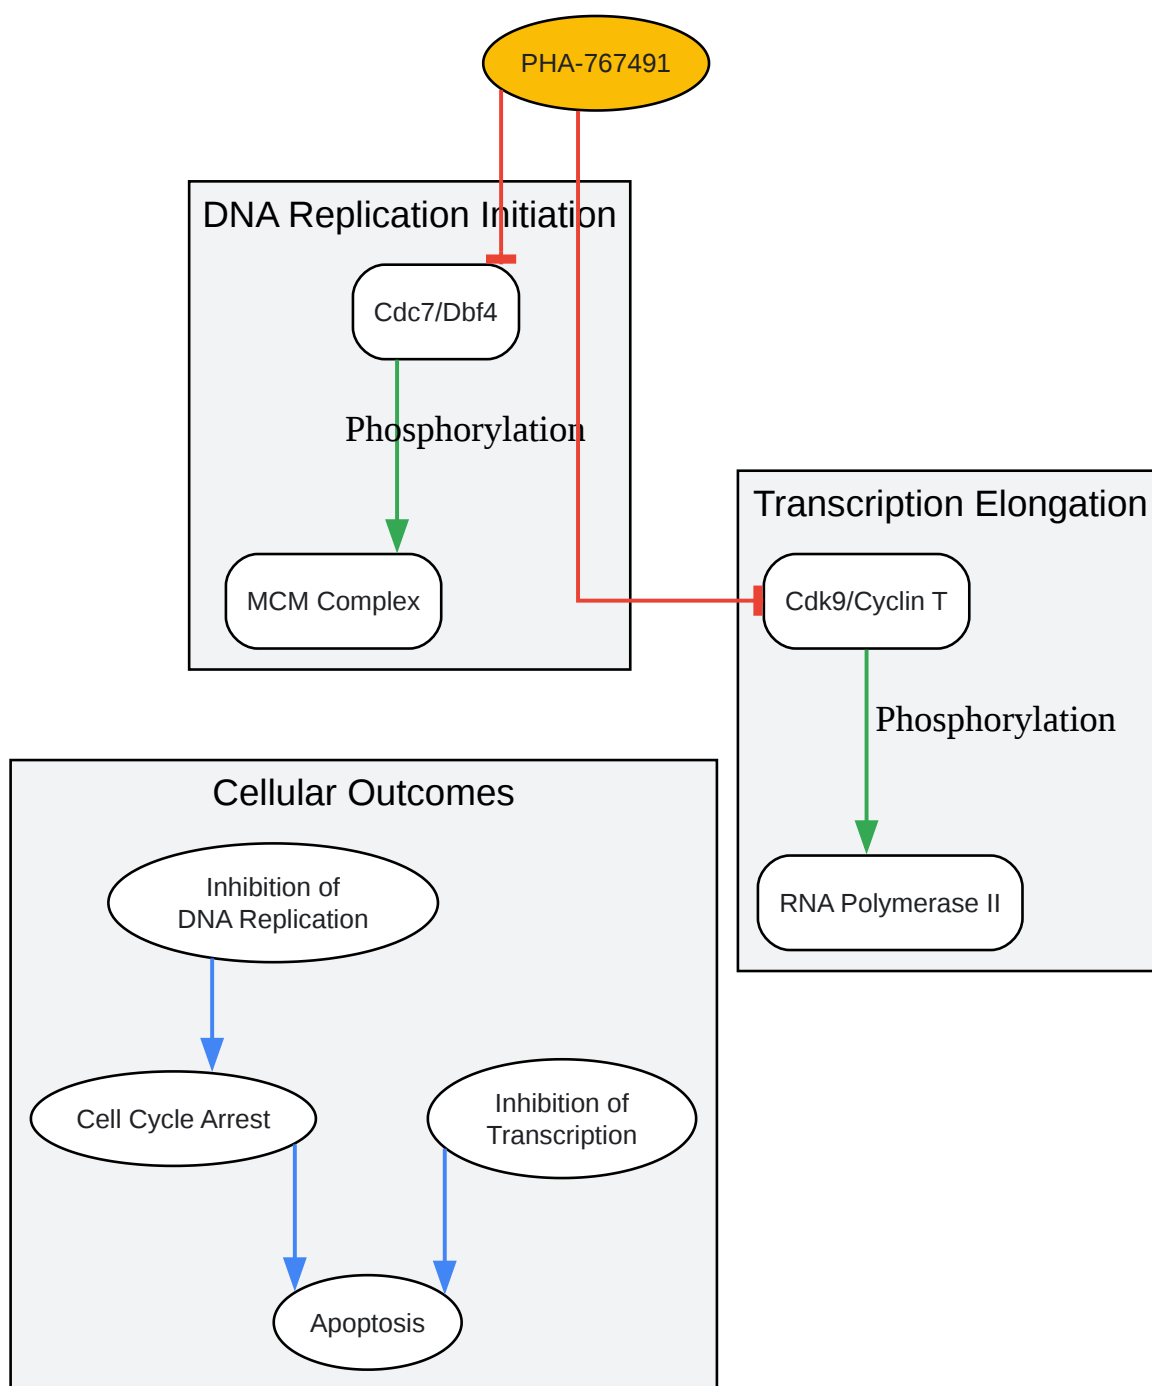 PHA-767491
DNA Replication Initiation
Cdc7/Dbf4
Phosphorylation
MCM Complex
Transcription Elongation
Cdk9/Cyclin T
Phosphorylation
RNA Polymerase II
Cellular Outcomes
Inhibition of
DNA Replication
Cell Cycle Arrest
Inhibition of
Transcription
Apoptosis